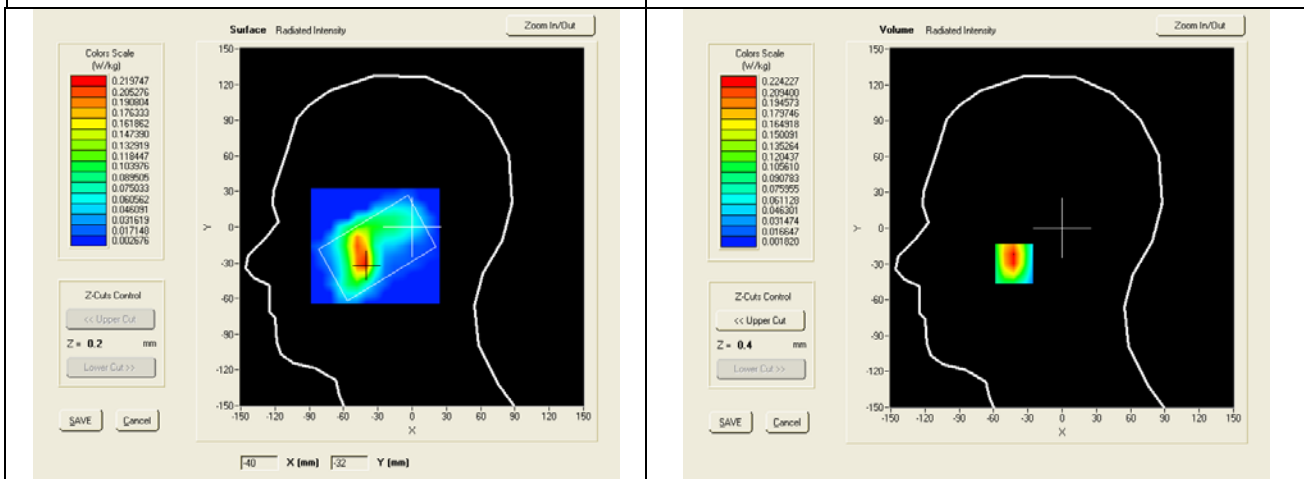 Surface Radiated Intensity
Zoom In/Out
Colors Scale
(W/kg)
0.219747
0.205276
0.190804
0.176333
0.161862
0.147390
0.132919
0.118447
0.103976
0.089505
0.075033
0.060562
0.046091
0.031619
0.017148
0.002676
Z-Cuts Control
<< Upper Cut
Z = 0.2 mm
Lower Cut >>
SAVE Cancel
150
120
90
60
30
0
-30
-60
-90
-120
-150
Y
-150 -120 -90 -60 -30 0 30 60 90 120 150
X
-40 X (mm) -32 Y (mm)
Volume Radiated Intensity
Zoom In/Out
Colors Scale
(W/kg)
0.224227
0.209400
0.194573
0.179746
0.164918
0.150091
0.135264
0.120437
0.105610
0.090783
0.075955
0.061128
0.046301
0.031474
0.016647
0.001820
Z-Cuts Control
<< Upper Cut
Z = 0.4 mm
Lower Cut >>
SAVE Cancel
150
120
90
60
30
0
-30
-60
-90
-120
-150
Y
-150 -120 -90 -60 -30 0 30 60 90 120 150
X